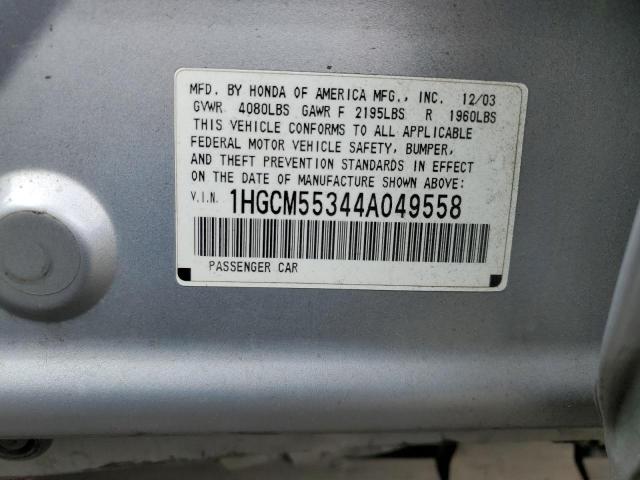 MFD. BY HONDA OF AMERICA MFG., INC. 12/03
GVWR 4080LBS GAWR F 2195LBS R 1960LBS
THIS VEHICLE CONFORMS TO ALL APPLICABLE
FEDERAL MOTOR VEHICLE SAFETY, BUMPER,
AND THEFT PREVENTION STANDARDS IN EFFECT
ON THE DATE OF MANUFACTURE SHOWN ABOVE:
V.I.N. 1HGCM55344A049558
PASSENGER CAR